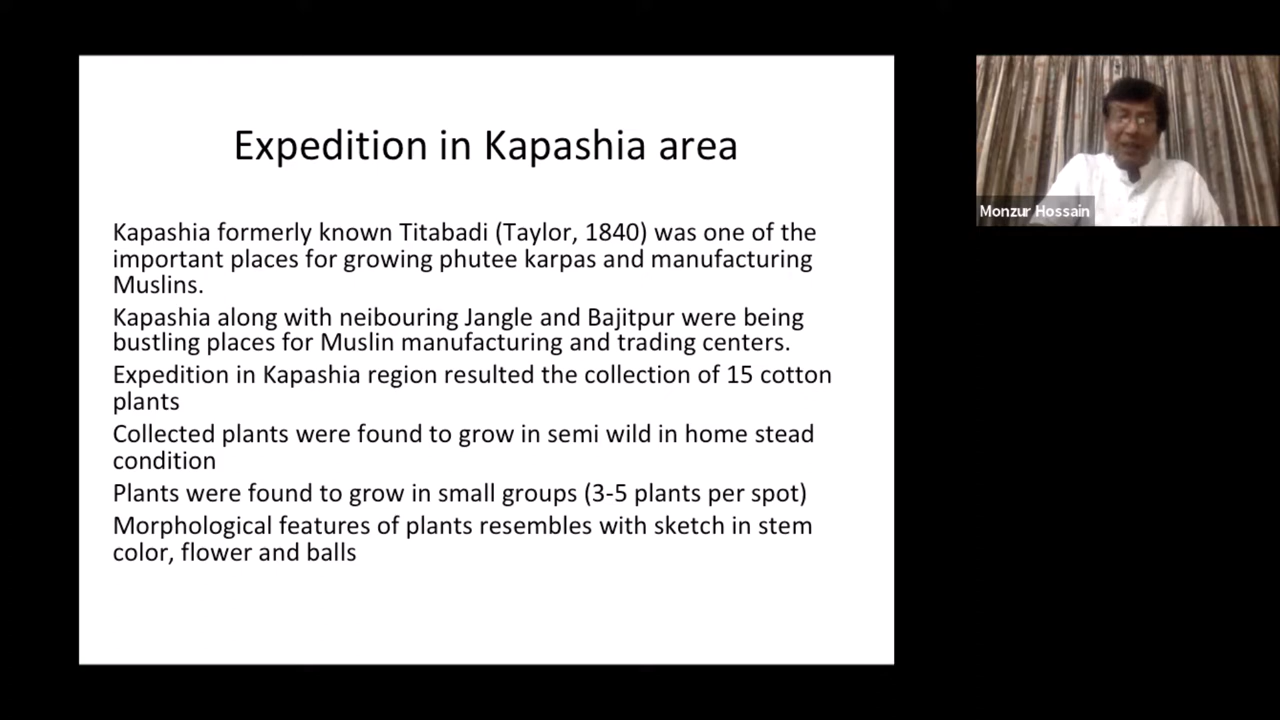 Expedition in Kapashia area
Kapashia formerly known Titabadi (Taylor, 1840) was one of the
important places for growing phutee karpas and manufacturing
Muslins.
Kapashia along with neibouring Jangle and Bajitpur were being
bustling places for Muslin manufacturing and trading centers.
Expedition in Kapashia region resulted the collection of 15 cotton
plants
Collected plants were found to grow in semi wild in home stead
condition
Plants were found to grow in small groups (3-5 plants per spot)
Morphological features of plants resembles with sketch in stem
color, flower and balls
Monzur Hossain